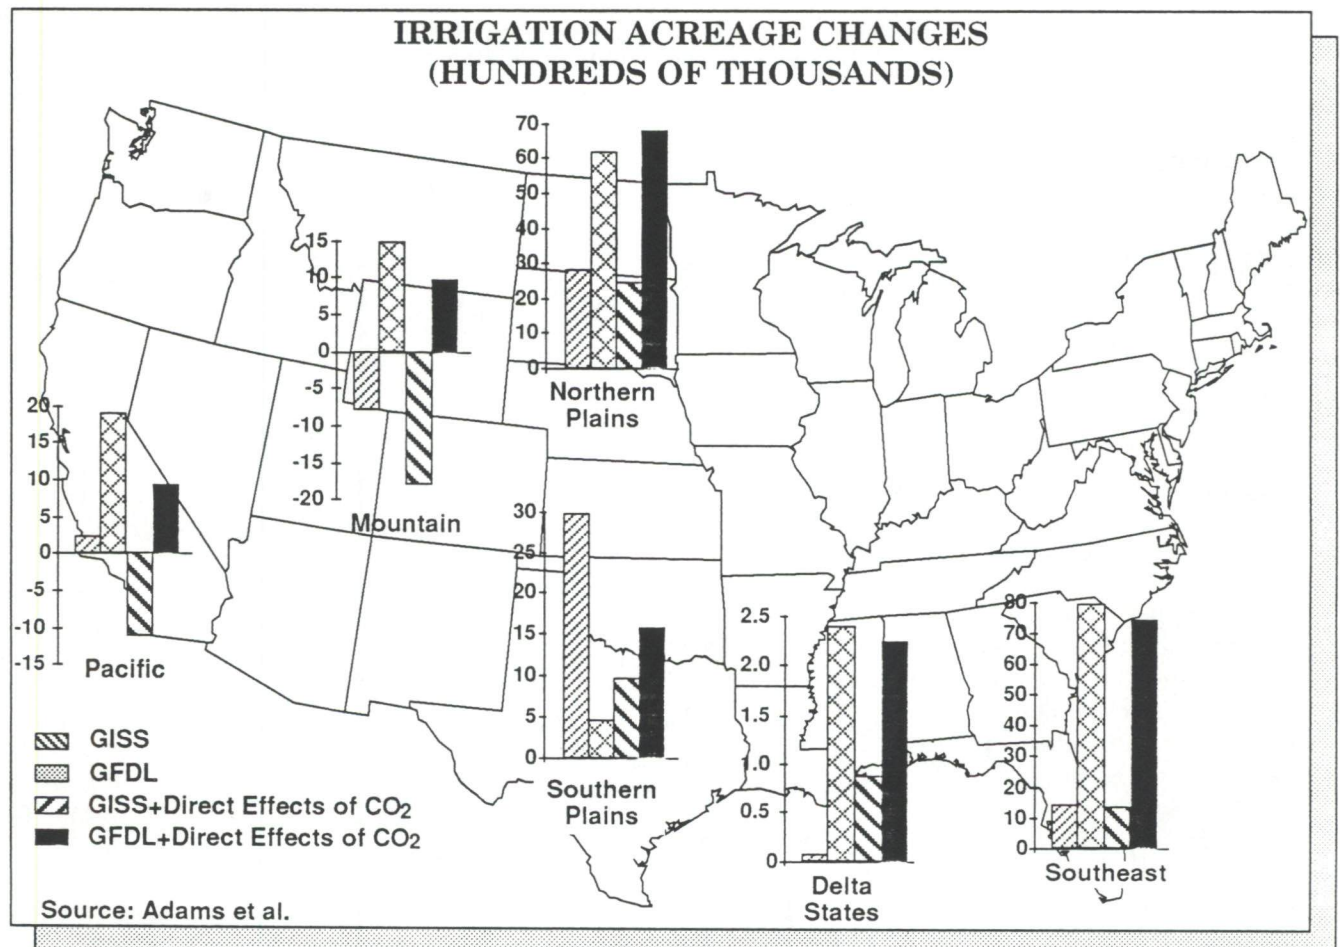 IRRIGATION ACREAGE CHANGES
(HUNDREDS OF THOUSANDS)
70
60
50
40
30
20
10
0
Northern
Plains
15
10
5
0
-5
-10
-15
-20
Mountain
20
15
10
5
0
-5
-10
-15
Pacific
30
25
20
15
10
5
0
Southern
Plains
2.5
2.0
1.5
1.0
0.5
0
Delta
States
80
70
60
50
40
30
20
10
0
Southeast
GISS
GFDL
GISS+Direct Effects of CO2
GFDL+Direct Effects of CO2
Source: Adams et al.